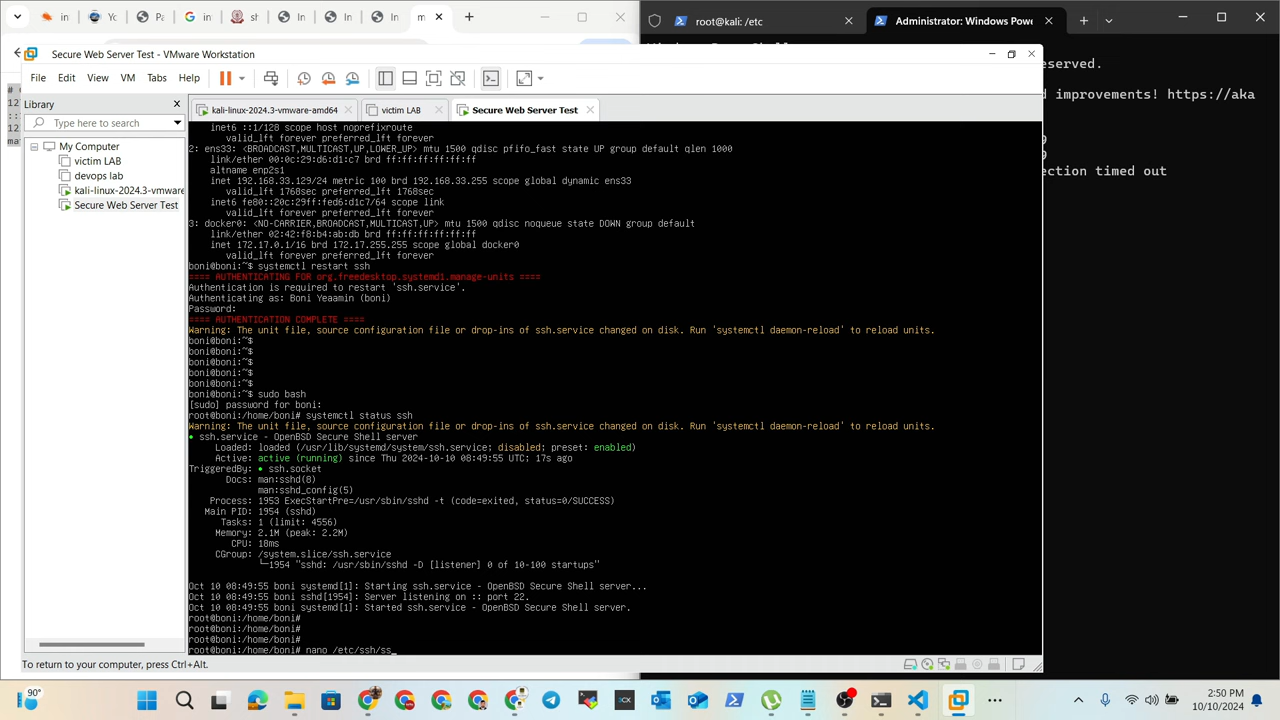 root@kali: /etc
Administrator: Windows Powe
eserved.
d improvements! https://aka
ection timed out
Secure Web Server Test - VMware Workstation
File Edit View VM Tabs Help
Library
Type here to search
My Computer
victim LAB
devops lab
kali-linux-2024.3-vmware
Secure Web Server Test
kali-linux-2024.3-vmware-amd64
victim LAB
Secure Web Server Test
inet6 ::1/128 scope host noprefixroute
valid_lft forever preferred_lft forever
2: ens33: <BROADCAST,MULTICAST,UP,LOWER_UP> mtu 1500 qdisc pfifo_fast state UP group default qlen 1000
link/ether 00:0c:29:d6:d1:c7 brd ff:ff:ff:ff:ff:ff
altname enp2s1
inet 192.168.33.129/24 metric 100 brd 192.168.33.255 scope global dynamic ens33
valid_lft 1768sec preferred_lft 1768sec
inet6 fe80::20c:29ff:fed6:d1c7/64 scope link
valid_lft forever preferred_lft forever
3: docker0: <NO-CARRIER,BROADCAST,MULTICAST,UP> mtu 1500 qdisc noqueue state DOWN group default
link/ether 02:42:f8:b4:ab:db brd ff:ff:ff:ff:ff:ff
inet 172.17.0.1/16 brd 172.17.255.255 scope global docker0
boni@boni:~$ systemctl restart ssh
==== AUTHENTICATING FOR org.freedesktop.systemd1.manage-units ====
Authentication is required to restart 'ssh.service'.
Authenticating as: Boni Yeaamin (boni)
Password:
==== AUTHENTICATION COMPLETE ====
Warning: The unit file, source configuration file or drop-ins of ssh.service changed on disk. Run 'systemctl daemon-reload' to reload units.
boni@boni:~$
boni@boni:~$
boni@boni:~$
boni@boni:~$
boni@boni:~$
boni@boni:~$ sudo bash
[sudo] password for boni:
root@boni:/home/boni# systemctl status ssh
Warning: The unit file, source configuration file or drop-ins of ssh.service changed on disk. Run 'systemctl daemon-reload' to reload units.
● ssh.service - OpenBSD Secure Shell server
Loaded: loaded (/usr/lib/systemd/system/ssh.service; disabled; preset: enabled)
Active: active (running) since Thu 2024-10-10 08:49:55 UTC; 17s ago
TriggeredBy: ● ssh.socket
Docs: man:sshd(8)
man:sshd_config(5)
Process: 1953 ExecStartPre=/usr/sbin/sshd -t (code=exited, status=0/SUCCESS)
Main PID: 1954 (sshd)
Tasks: 1 (limit: 4556)
Memory: 2.1M (peak: 2.2M)
CPU: 18ms
CGroup: /system.slice/ssh.service
└─1954 "sshd: /usr/sbin/sshd -D [listener] 0 of 10-100 startups"
Oct 10 08:49:55 boni systemd[1]: Starting ssh.service - OpenBSD Secure Shell server...
Oct 10 08:49:55 boni sshd[1954]: Server listening on :: port 22.
Oct 10 08:49:55 boni systemd[1]: Started ssh.service - OpenBSD Secure Shell server.
root@boni:/home/boni#
root@boni:/home/boni#
root@boni:/home/boni#
root@boni:/home/boni# nano /etc/ssh/ss_
To return to your computer, press Ctrl+Alt.
90°
2:50 PM
10/10/2024